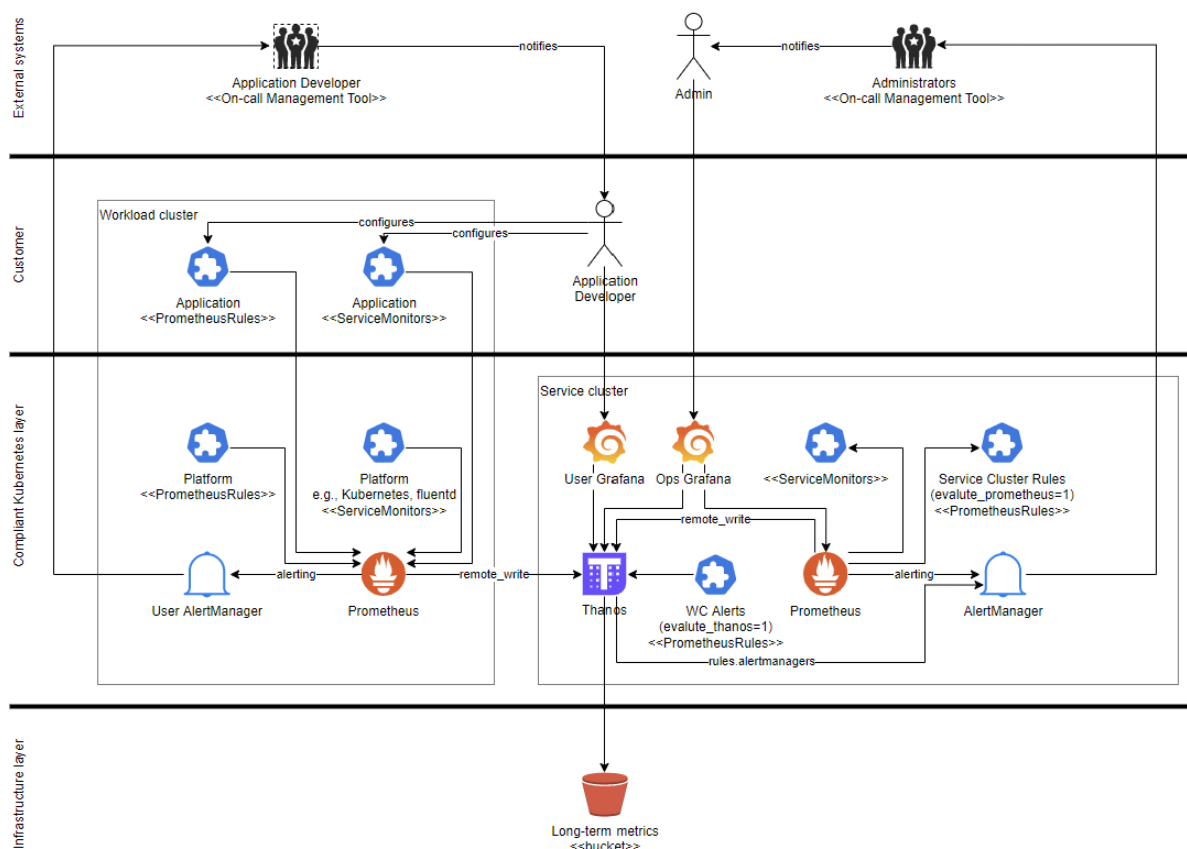 External systems
Application Developer
<<On-call Management Tool>>
notifies
Admin
notifies
Administrators
<<On-call Management Tool>>
Customer
Workload cluster
configures
configures
Application
<<PrometheusRules>>
Application
<<ServiceMonitors>>
Application
Developer
Compliant Kubernetes layer
Service cluster
Platform
<<PrometheusRules>>
Platform
e.g., Kubernetes, fluentd
<<ServiceMonitors>>
User Grafana
Ops Grafana
<<ServiceMonitors>>
Service Cluster Rules
(evalute_prometheus=1)
<<PrometheusRules>>
remote_write
User AlertManager
alerting
Prometheus
remote_write
Thanos
WC Alerts
(evalute_thanos=1)
<<PrometheusRules>>
Prometheus
alerting
AlertManager
rules.alertmanagers
Infrastructure layer
Long-term metrics
<<bucket>>